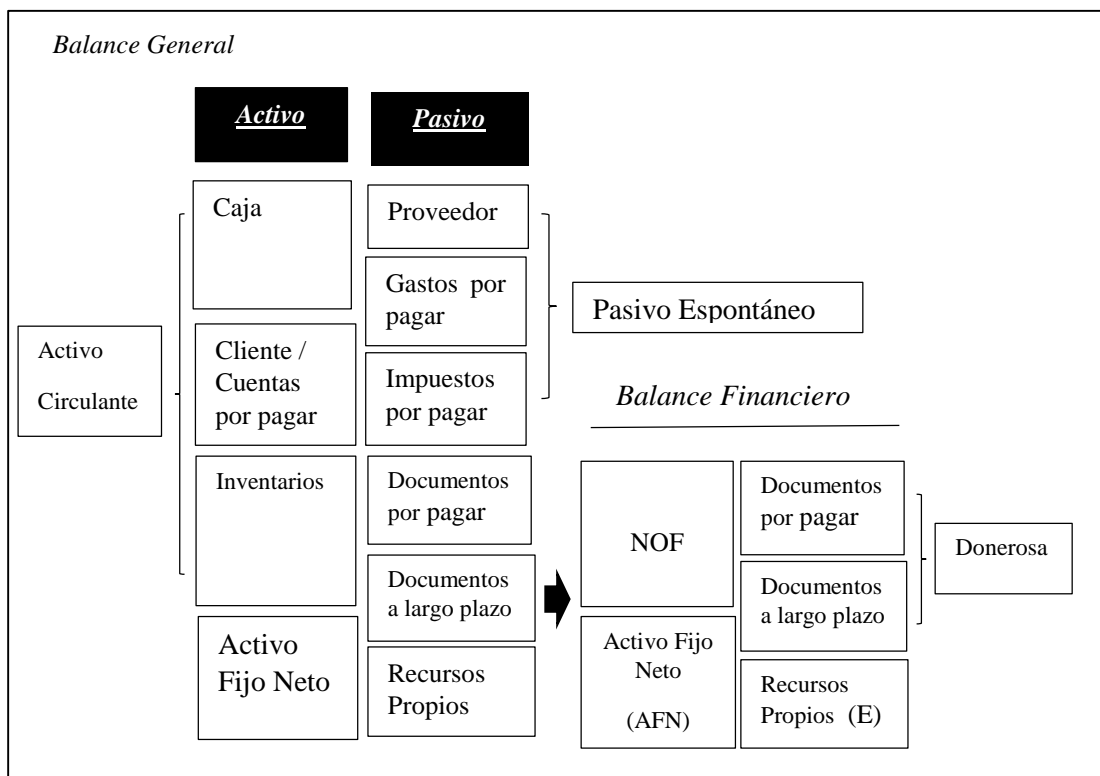 Balance General
Activo
Pasivo
Caja
Proveedor
Gastos por
pagar
Pasivo Espontáneo
Activo
Circulante
Cliente /
Cuentas
por pagar
Impuestos
por pagar
Balance Financiero
Inventarios
Documentos
por pagar
NOF
Documentos
por pagar
Donerosa
Documentos
a largo plazo
Documentos
a largo plazo
Activo
Fijo Neto
Recursos
Propios
Activo Fijo
Neto
(AFN)
Recursos
Propios (E)